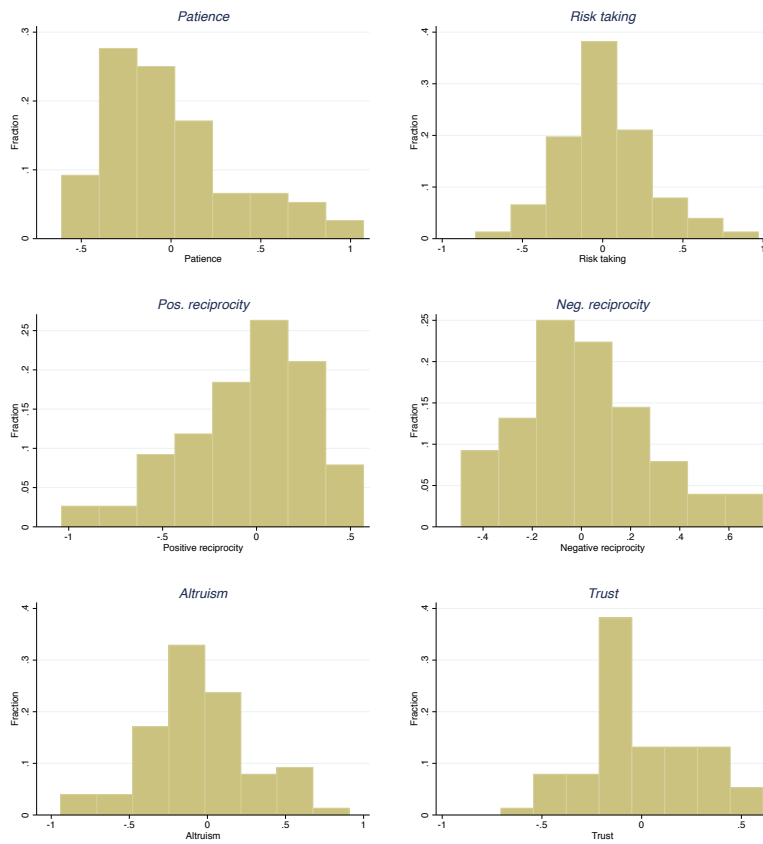 Patience
Fraction
0 .1 .2 .3
-.5 0 .5 1
Patience
Risk taking
Fraction
0 .1 .2 .3 .4
-1 -.5 0 .5 1
Risk taking
Pos. reciprocity
Fraction
0 .05 .1 .15 .2 .25
-1 -.5 0 .5
Positive reciprocity
Neg. reciprocity
Fraction
0 .05 .1 .15 .2 .25
-.4 -.2 0 .2 .4 .6
Negative reciprocity
Altruism
Fraction
0 .1 .2 .3 .4
-1 -.5 0 .5 1
Altruism
Trust
Fraction
0 .1 .2 .3 .4
-1 -.5 0 .5
Trust